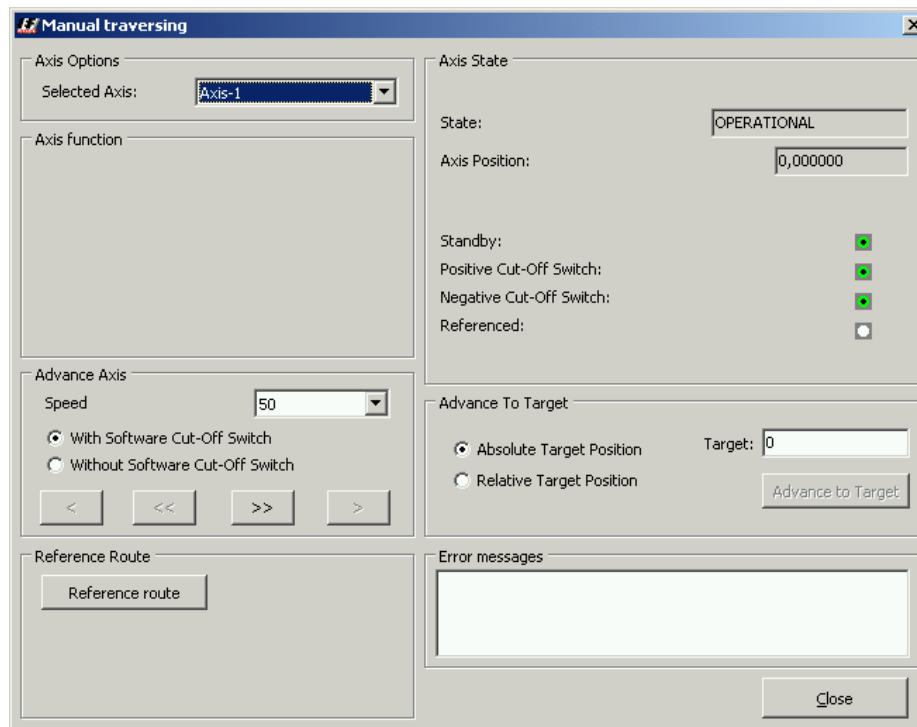 Manual traversing
Axis Options
Selected Axis: Axis-1
Axis function
Advance Axis
Speed 50
With Software Cut-Off Switch
Without Software Cut-Off Switch
< << >> >
Reference Route
Reference route
Axis State
State: OPERATIONAL
Axis Position: 0,000000
Standby:
Positive Cut-Off Switch:
Negative Cut-Off Switch:
Referenced:
Advance To Target
Absolute Target Position Target: 0
Relative Target Position
Advance to Target
Error messages
Close